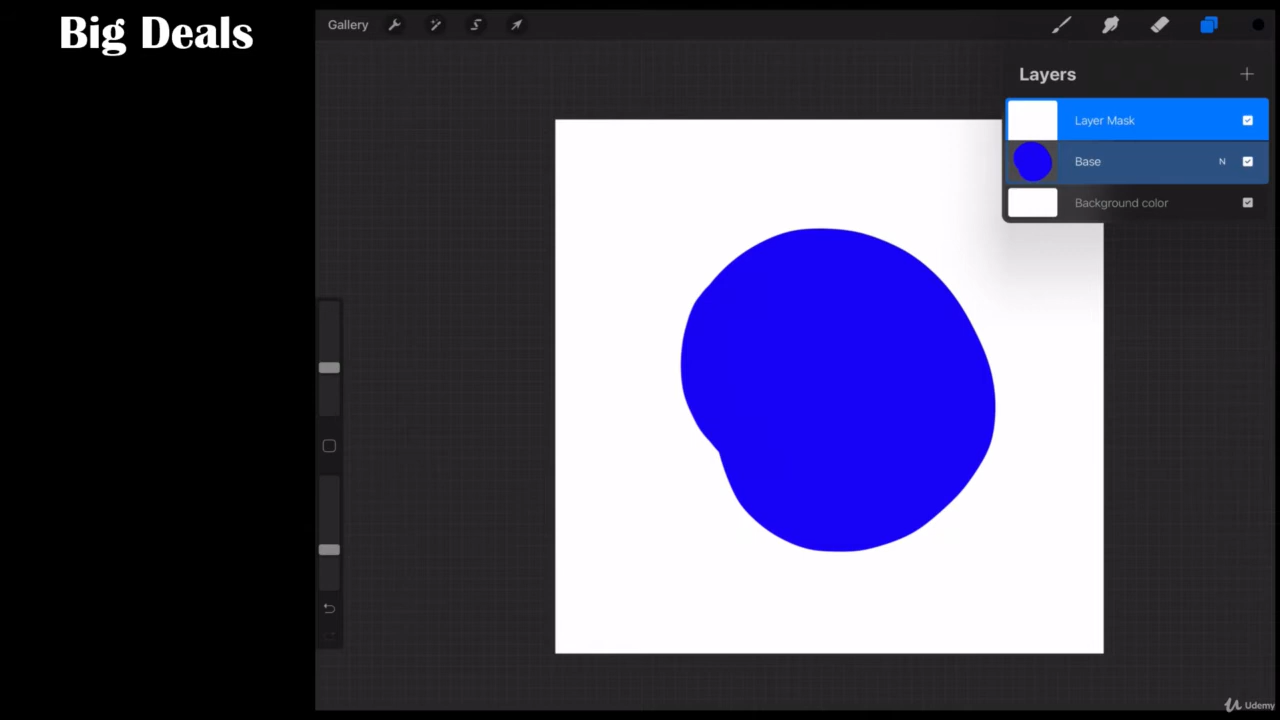 Big Deals
Gallery
Layers
Layer Mask
Base N
Background color
Udemy